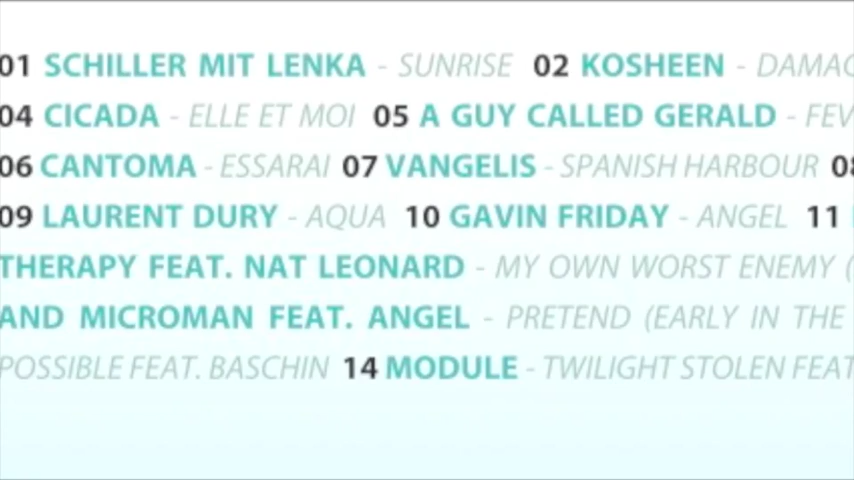 01 SCHILLER MIT LENKA - SUNRISE 02 KOSHEEN - DAMAG
04 CICADA - ELLE ET MOI 05 A GUY CALLED GERALD - FEV
06 CANTOMA - ESSARAI 07 VANGELIS - SPANISH HARBOUR 08
09 LAURENT DURY - AQUA 10 GAVIN FRIDAY - ANGEL 11
THERAPY FEAT. NAT LEONARD - MY OWN WORST ENEMY (
AND MICROMAN FEAT. ANGEL - PRETEND (EARLY IN THE
POSSIBLE FEAT. BASCHIN 14 MODULE - TWILIGHT STOLEN FEAT